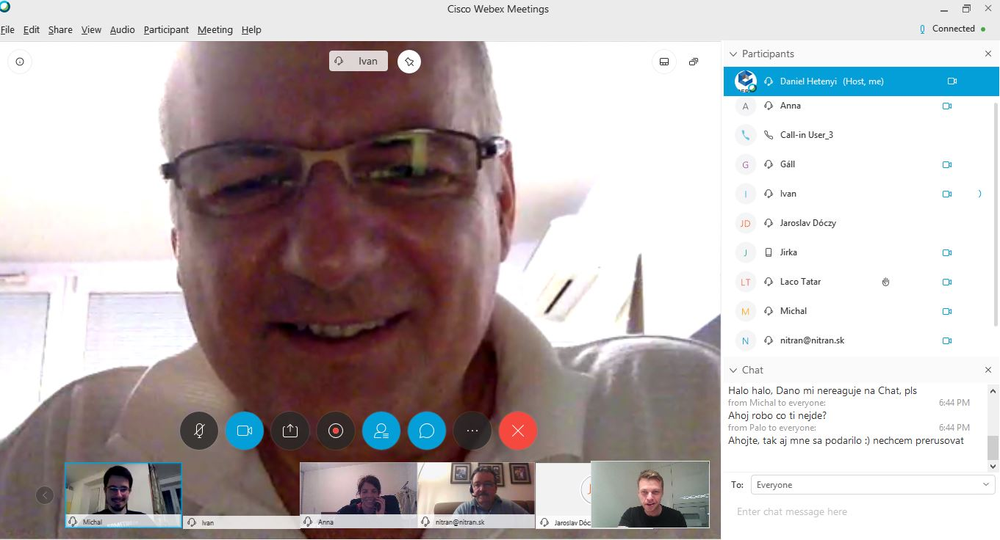 Cisco Webex Meetings
File Edit Share View Audio Participant Meeting Help
Connected
Ivan
Participants
Daniel Hetenyi (Host, me)
A Anna
Call-in User_3
G Gáll
I Ivan
JD Jaroslav Dóczy
J Jirka
LT Laco Tatar
M Michal
N nitran@nitran.sk
Chat
Halo halo, Dano mi nereaguje na Chat, pls
from Michal to everyone: 6:44 PM
Ahoj robo co ti nejde?
from Palo to everyone: 6:44 PM
Ahojte, tak aj mne sa podarilo :) nechcem prerusovat
To: Everyone
Enter chat message here
Michal
Ivan
Anna
nitran@nitran.sk
Jaroslav Dóc